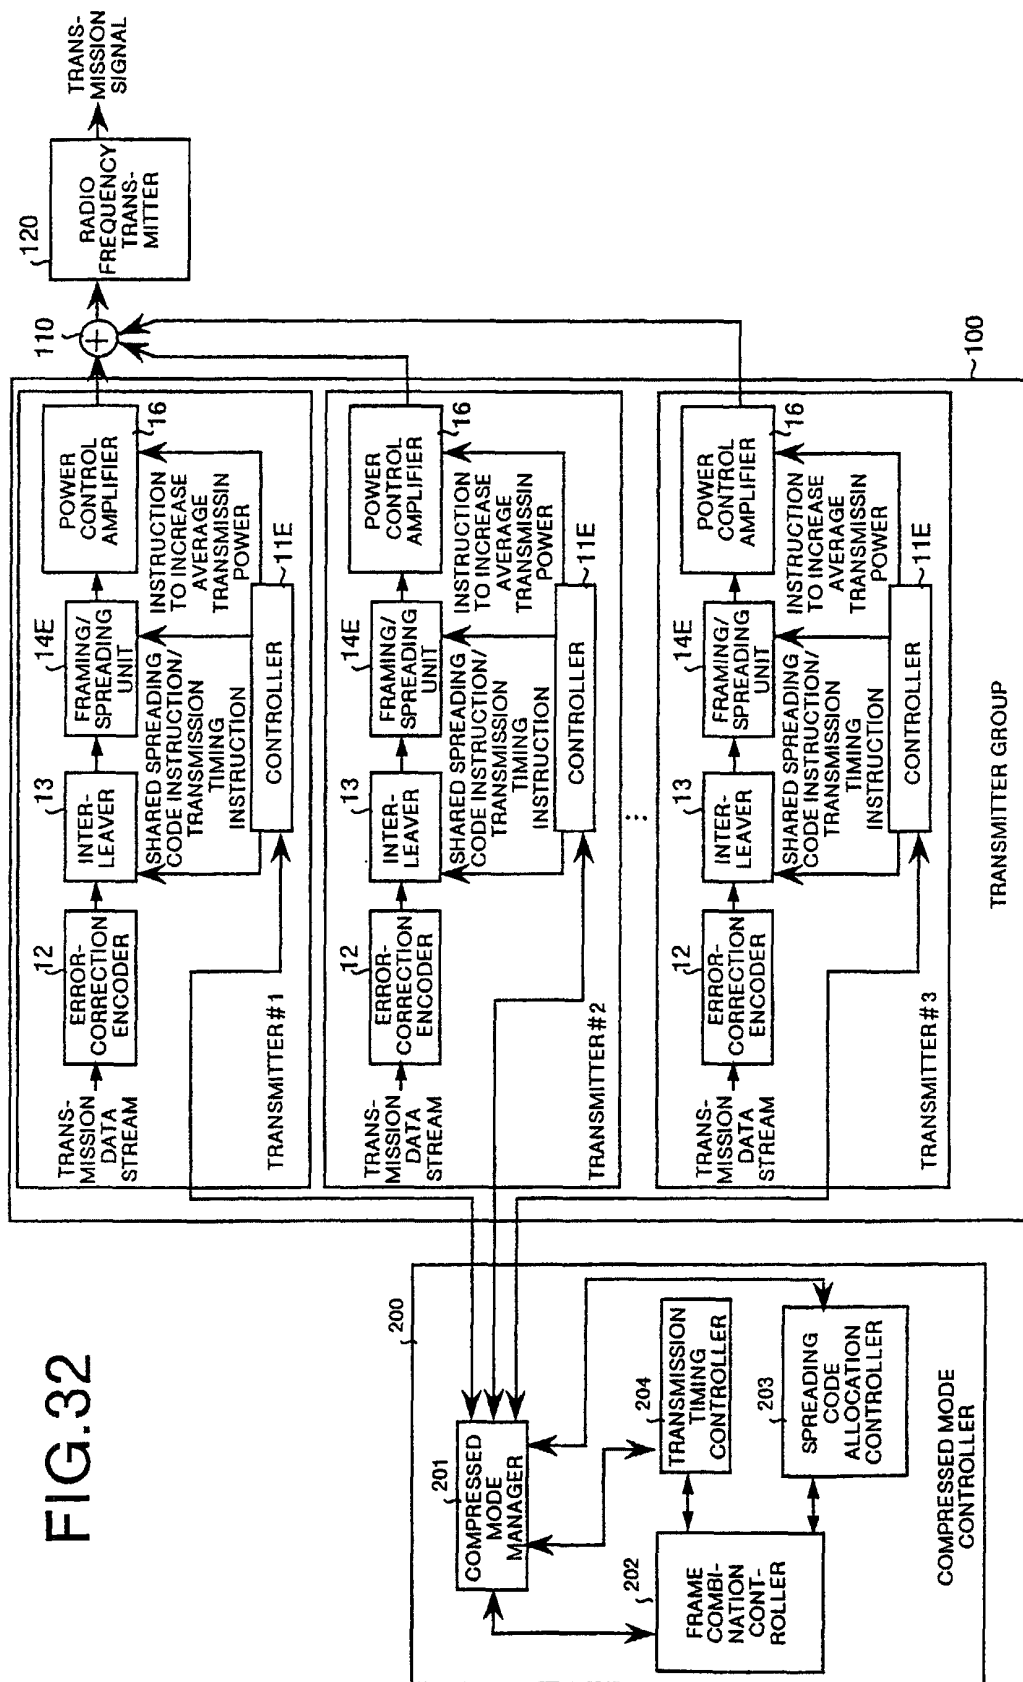 FIG.32
TRANS-
MISSION
DATA
STREAM
12
ERROR-
CORRECTION
ENCODER
13
INTER-
LEAVER
14E
FRAMING/
SPREADING
UNIT
POWER
CONTROL
AMPLIFIER
16
SHARED SPREADING
CODE INSTRUCTION/
TRANSMISSION
TIMING
INSTRUCTION
INSTRUCTION
TO INCREASE
AVERAGE
TRANSMISSIN
POWER
CONTROLLER
11E
TRANSMITTER#1
110
+
120
RADIO
FREQUENCY
TRANS-
MITTER
TRANS-
MISSION
SIGNAL
TRANS-
MISSION
DATA
STREAM
12
ERROR-
CORRECTION
ENCODER
13
INTER-
LEAVER
14E
FRAMING/
SPREADING
UNIT
POWER
CONTROL
AMPLIFIER
16
SHARED SPREADING
CODE INSTRUCTION/
TRANSMISSION
TIMING
INSTRUCTION
INSTRUCTION
TO INCREASE
AVERAGE
TRANSMISSIN
POWER
CONTROLLER
11E
TRANSMITTER#2
TRANS-
MISSION
DATA
STREAM
12
ERROR-
CORRECTION
ENCODER
13
INTER-
LEAVER
14E
FRAMING/
SPREADING
UNIT
POWER
CONTROL
AMPLIFIER
16
SHARED SPREADING
CODE INSTRUCTION/
TRANSMISSION
TIMING
INSTRUCTION
INSTRUCTION
TO INCREASE
AVERAGE
TRANSMISSIN
POWER
CONTROLLER
11E
TRANSMITTER#3
TRANSMITTER GROUP
100
200
201
COMPRESSED
MODE
MANAGER
202
FRAME
COMBI-
NATION
CONT-
ROLLER
204
TRANSMISSION
TIMING
CONTROLLER
203
SPREADING
CODE
ALLOCATION
CONTROLLER
COMPRESSED MODE
CONTROLLER